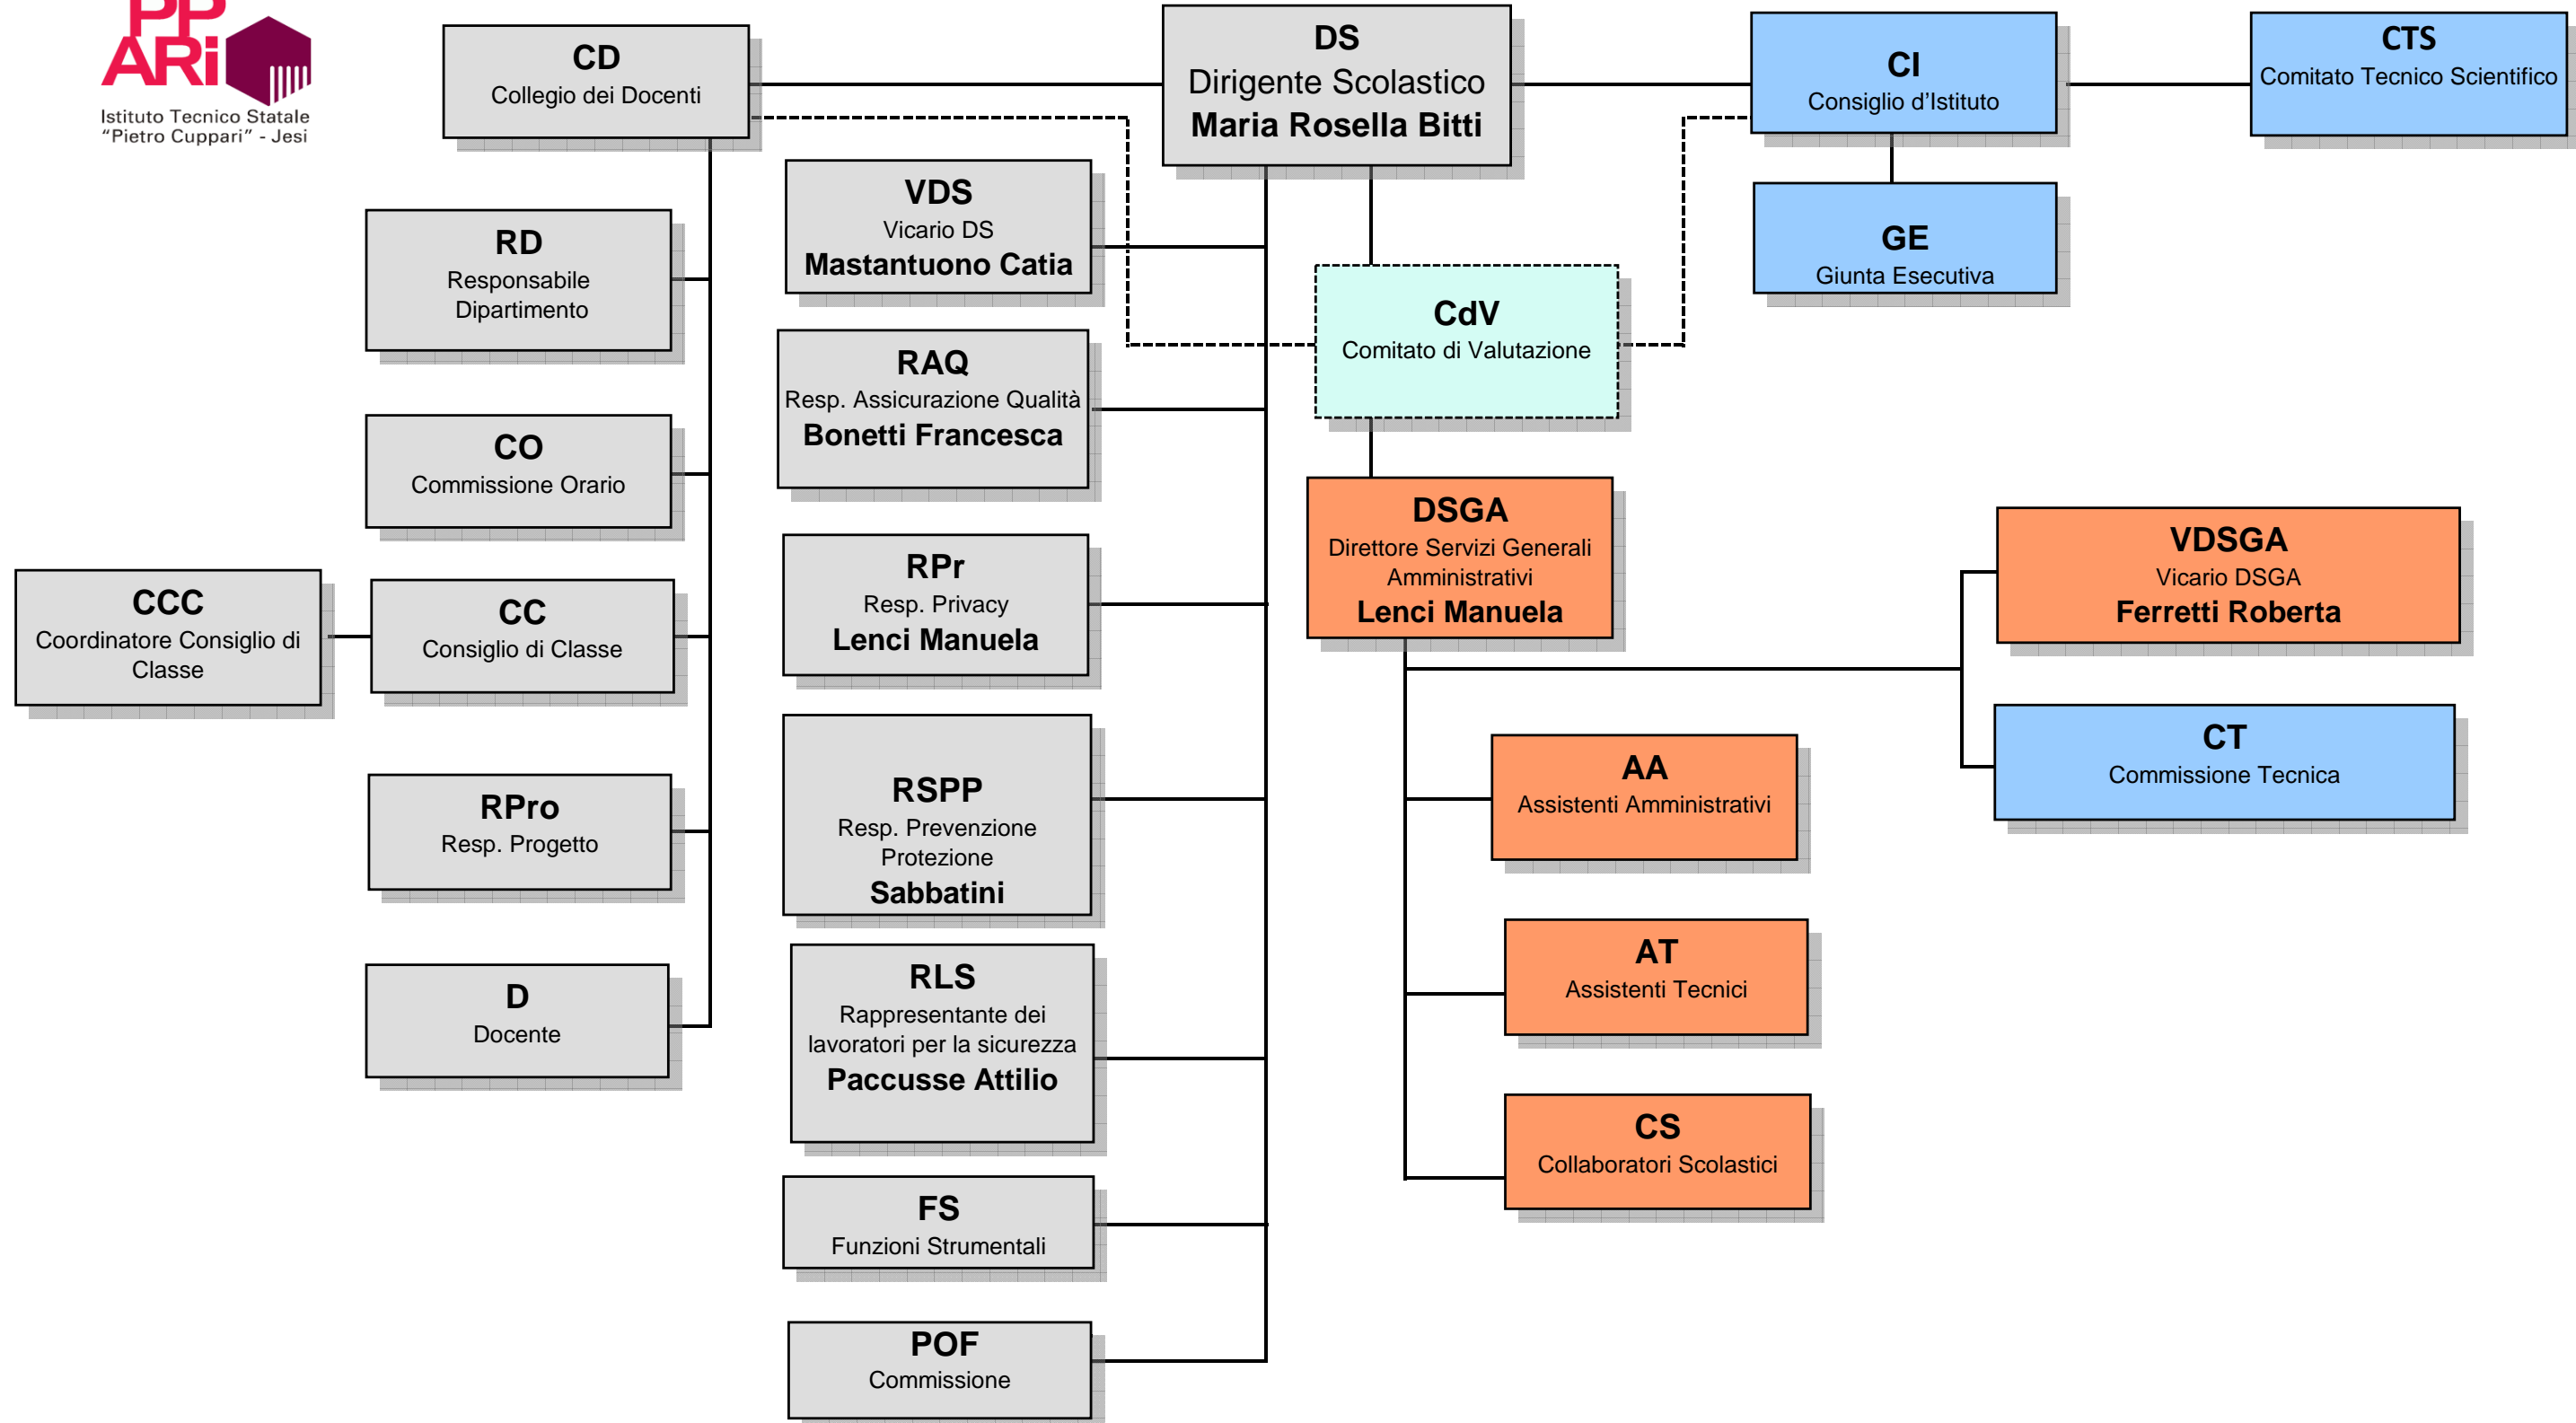 PP
ARi
Istituto Tecnico Statale
"Pietro Cuppari" - Jesi
CD
Collegio dei Docenti
DS
Dirigente Scolastico
Maria Rosella Bitti
CI
Consiglio d'Istituto
CTS
Comitato Tecnico Scientifico
VDS
Vicario DS
Mastantuono Catia
GE
Giunta Esecutiva
RD
Responsabile
Dipartimento
CdV
Comitato di Valutazione
RAQ
Resp. Assicurazione Qualità
Bonetti Francesca
CO
Commissione Orario
DSGA
Direttore Servizi Generali
Amministrativi
Lenci Manuela
VDSGA
Vicario DSGA
Ferretti Roberta
RPr
Resp. Privacy
Lenci Manuela
CCC
Coordinatore Consiglio di
Classe
CC
Consiglio di Classe
CT
Commissione Tecnica
RSPP
Resp. Prevenzione
Protezione
Sabbatini
AA
Assistenti Amministrativi
RPro
Resp. Progetto
AT
Assistenti Tecnici
RLS
Rappresentante dei
lavoratori per la sicurezza
Paccusse Attilio
D
Docente
CS
Collaboratori Scolastici
FS
Funzioni Strumentali
POF
Commissione